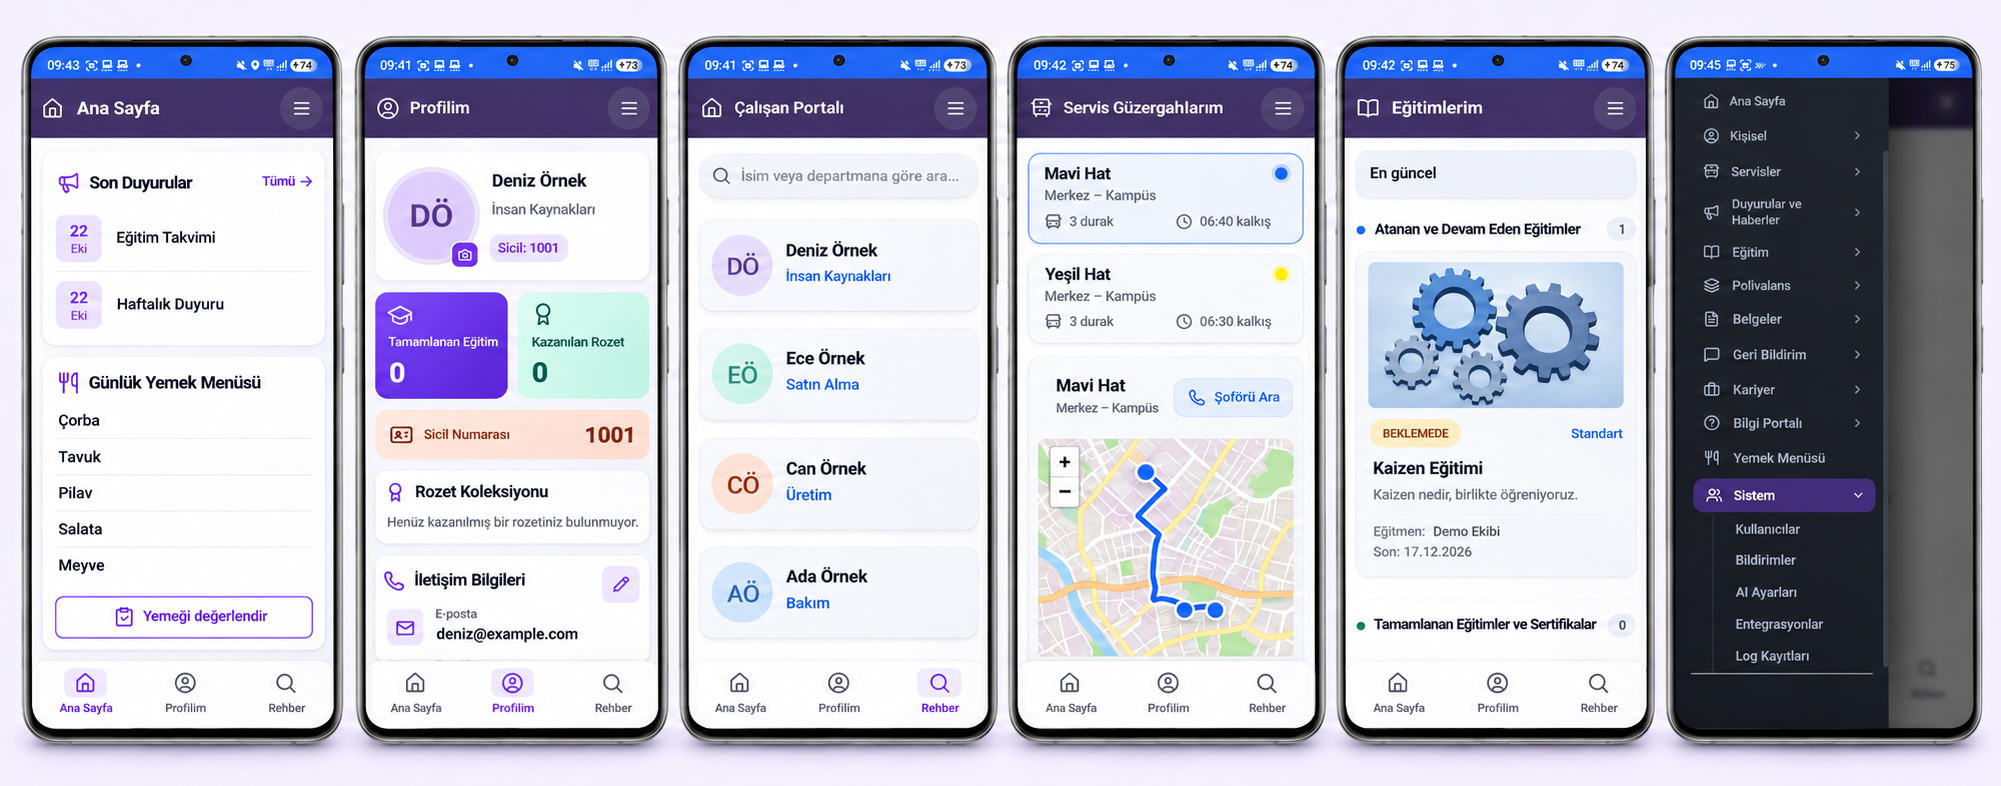 09:43
74
Ana Sayfa
Son Duyurular
Tümü →
22
Eki
Eğitim Takvimi
22
Eki
Haftalık Duyuru
Günlük Yemek Menüsü
Çorba
Tavuk
Pilav
Salata
Meyve
Yemeği değerlendir
Ana Sayfa
Profilim
Rehber
09:41
73
Profilim
DÖ
Deniz Örnek
İnsan Kaynakları
Sicil: 1001
Tamamlanan Eğitim
0
Kazanılan Rozet
0
Sicil Numarası
1001
Rozet Koleksiyonu
Henüz kazanılmış bir rozetiniz bulunmuyor.
İletişim Bilgileri
E-posta
deniz@example.com
Ana Sayfa
Profilim
Rehber
09:41
73
Çalışan Portalı
İsim veya departmana göre ara...
DÖ
Deniz Örnek
İnsan Kaynakları
EÖ
Ece Örnek
Satın Alma
CÖ
Can Örnek
Üretim
AÖ
Ada Örnek
Bakım
Ana Sayfa
Profilim
Rehber
09:42
74
Servis Güzergahlarım
Mavi Hat
Merkez – Kampüs
3 durak
06:40 kalkış
Yeşil Hat
Merkez – Kampüs
3 durak
06:30 kalkış
Mavi Hat
Merkez – Kampüs
Şoförü Ara
+
−
Ana Sayfa
Profilim
Rehber
09:42
74
Eğitimlerim
En güncel
Atanan ve Devam Eden Eğitimler
1
BEKLEMEDE
Standart
Kaizen Eğitimi
Kaizen nedir, birlikte öğreniyoruz.
Eğitmen: Demo Ekibi
Son: 17.12.2026
Tamamlanan Eğitimler ve Sertifikalar
0
Ana Sayfa
Profilim
Rehber
09:45
75
Ana Sayfa
Kişisel
Servisler
Duyurular ve
Haberler
Eğitim
Polivalans
Belgeler
Geri Bildirim
Kariyer
Bilgi Portalı
Yemek Menüsü
Sistem
Kullanıcılar
Bildirimler
AI Ayarları
Entegrasyonlar
Log Kayıtları